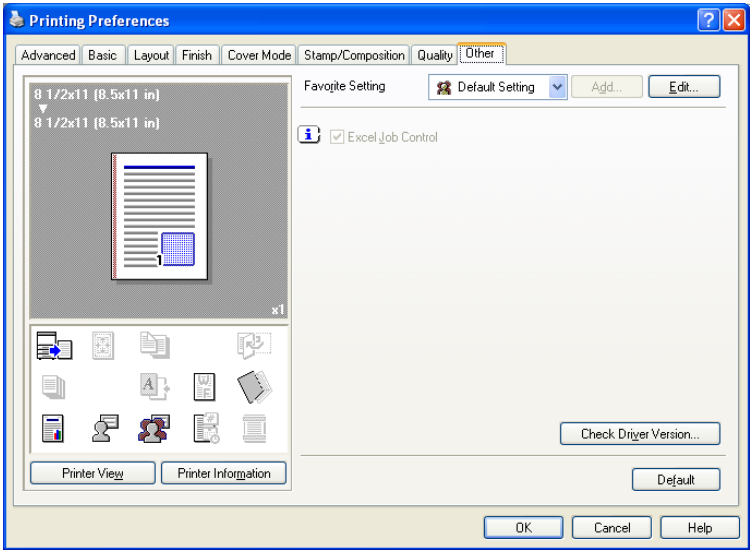 Printing Preferences
Advanced Basic Layout Finish Cover Mode Stamp/Composition Quality Other
8 1/2x11 (8.5x11 in)
8 1/2x11 (8.5x11 in)
1
x1
Favorite Setting Default Setting Add... Edit...
Excel Job Control
Check Driver Version...
Printer View Printer Information
Default
OK Cancel Help